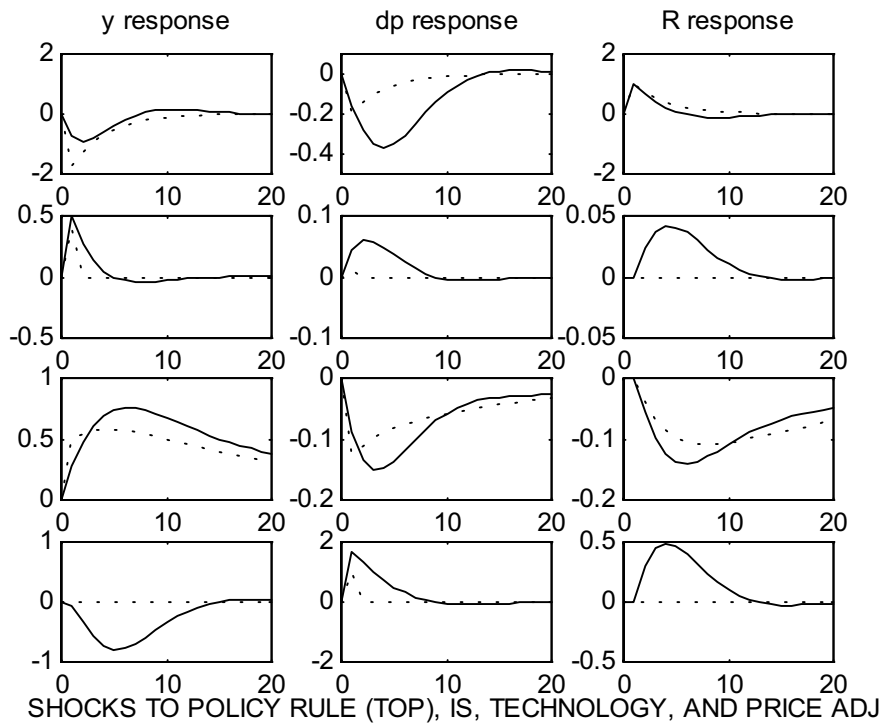 y response dp response R response
2 0 -2 0 10 20
0 -0.2 -0.4 0 10 20
2 0 -2 0 10 20
0.5 0 -0.5 0 10 20
0.1 0 -0.1 0 10 20
0.05 0 -0.05 0 10 20
1 0.5 0 0 10 20
0 -0.1 -0.2 0 10 20
0 -0.1 -0.2 0 10 20
1 0 -1 0 10 20
2 0 -2 0 10 20
0.5 0 -0.5 0 10 20
SHOCKS TO POLICY RULE (TOP), IS, TECHNOLOGY, AND PRICE ADJ